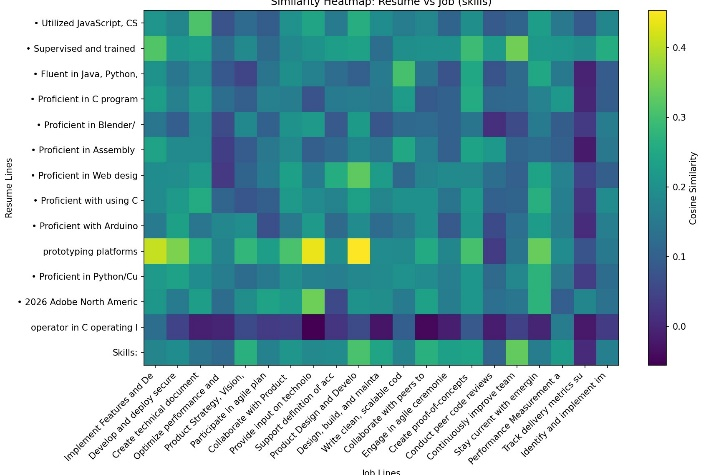 Similarity Heatmap: Resume vs Job (skills)
• Utilized JavaScript, CS
• Supervised and trained
• Fluent in Java, Python,
• Proficient in C program
• Proficient in Blender/
• Proficient in Assembly
• Proficient in Web desig
• Proficient with using C
• Proficient with Arduino
prototyping platforms
• Proficient in Python/Cu
• 2026 Adobe North Americ
operator in C operating l
Skills:
Resume Lines
0.4
0.3
0.2
0.1
0.0
Cosine Similarity
Implement Features and De
Develop and deploy secure
Create technical document
Optimize performance and
Product Strategy, Vision,
Participate in agile plan
Collaborate with Product
Provide input on technolo
Support definition of acc
Product Design and Develo
Design, build, and mainta
Write clean, scalable cod
Collaborate with peers to
Engage in agile ceremonie
Create proof-of-concepts
Conduct peer code reviews
Continuously improve team
Stay current with emergin
Performance Measurement a
Track delivery metrics su
Identify and implement im
Job Lines